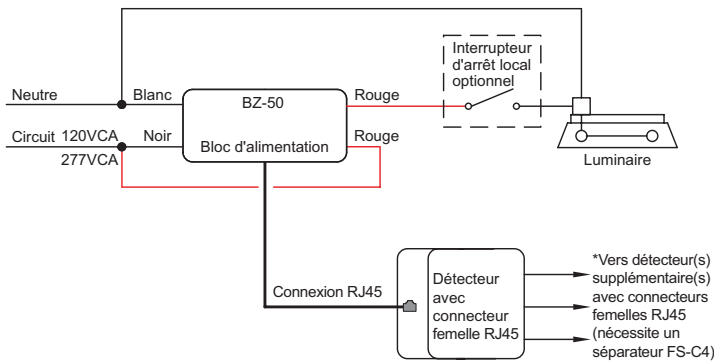 Interrupteur
d'arrêt local
optionnel
Neutre
Blanc
BZ-50
Rouge
Circuit 120VCA
277VCA
Noir
Bloc d'alimentation
Rouge
Luminaire
Connexion RJ45
Détecteur
avec
connecteur
femelle RJ45
*Vers détecteur(s)
supplémentaire(s)
avec connecteurs
femelles RJ45
(nécessite un
séparateur FS-C4)